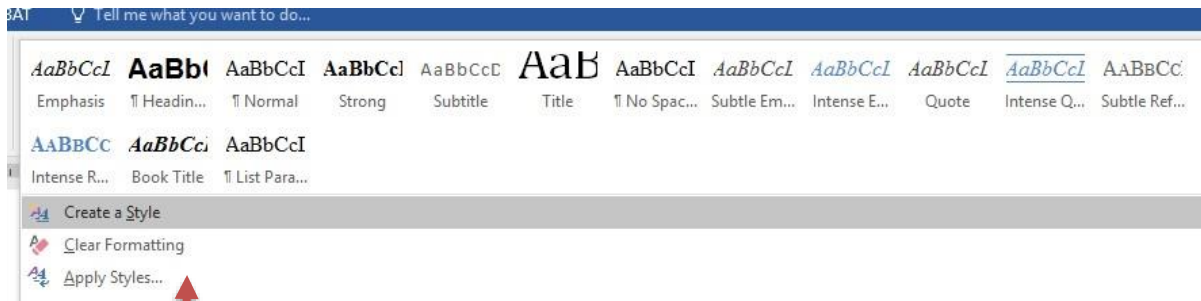 BAT Tell me what you want to do...
AaBbCcI AaBb( AaBbCcI AaBbCcl AaBbCcD AaB AaBbCcI AaBbCcI AaBbCcI AaBbCcI AaBbCcI AABBCC
Emphasis ¶ Headin... ¶ Normal Strong Subtitle Title ¶ No Spac... Subtle Em... Intense E... Quote Intense Q... Subtle Ref...
AABBCC AaBbCcI AaBbCcI
Intense R... Book Title ¶ List Para...
Create a Style
Clear Formatting
Apply Styles...